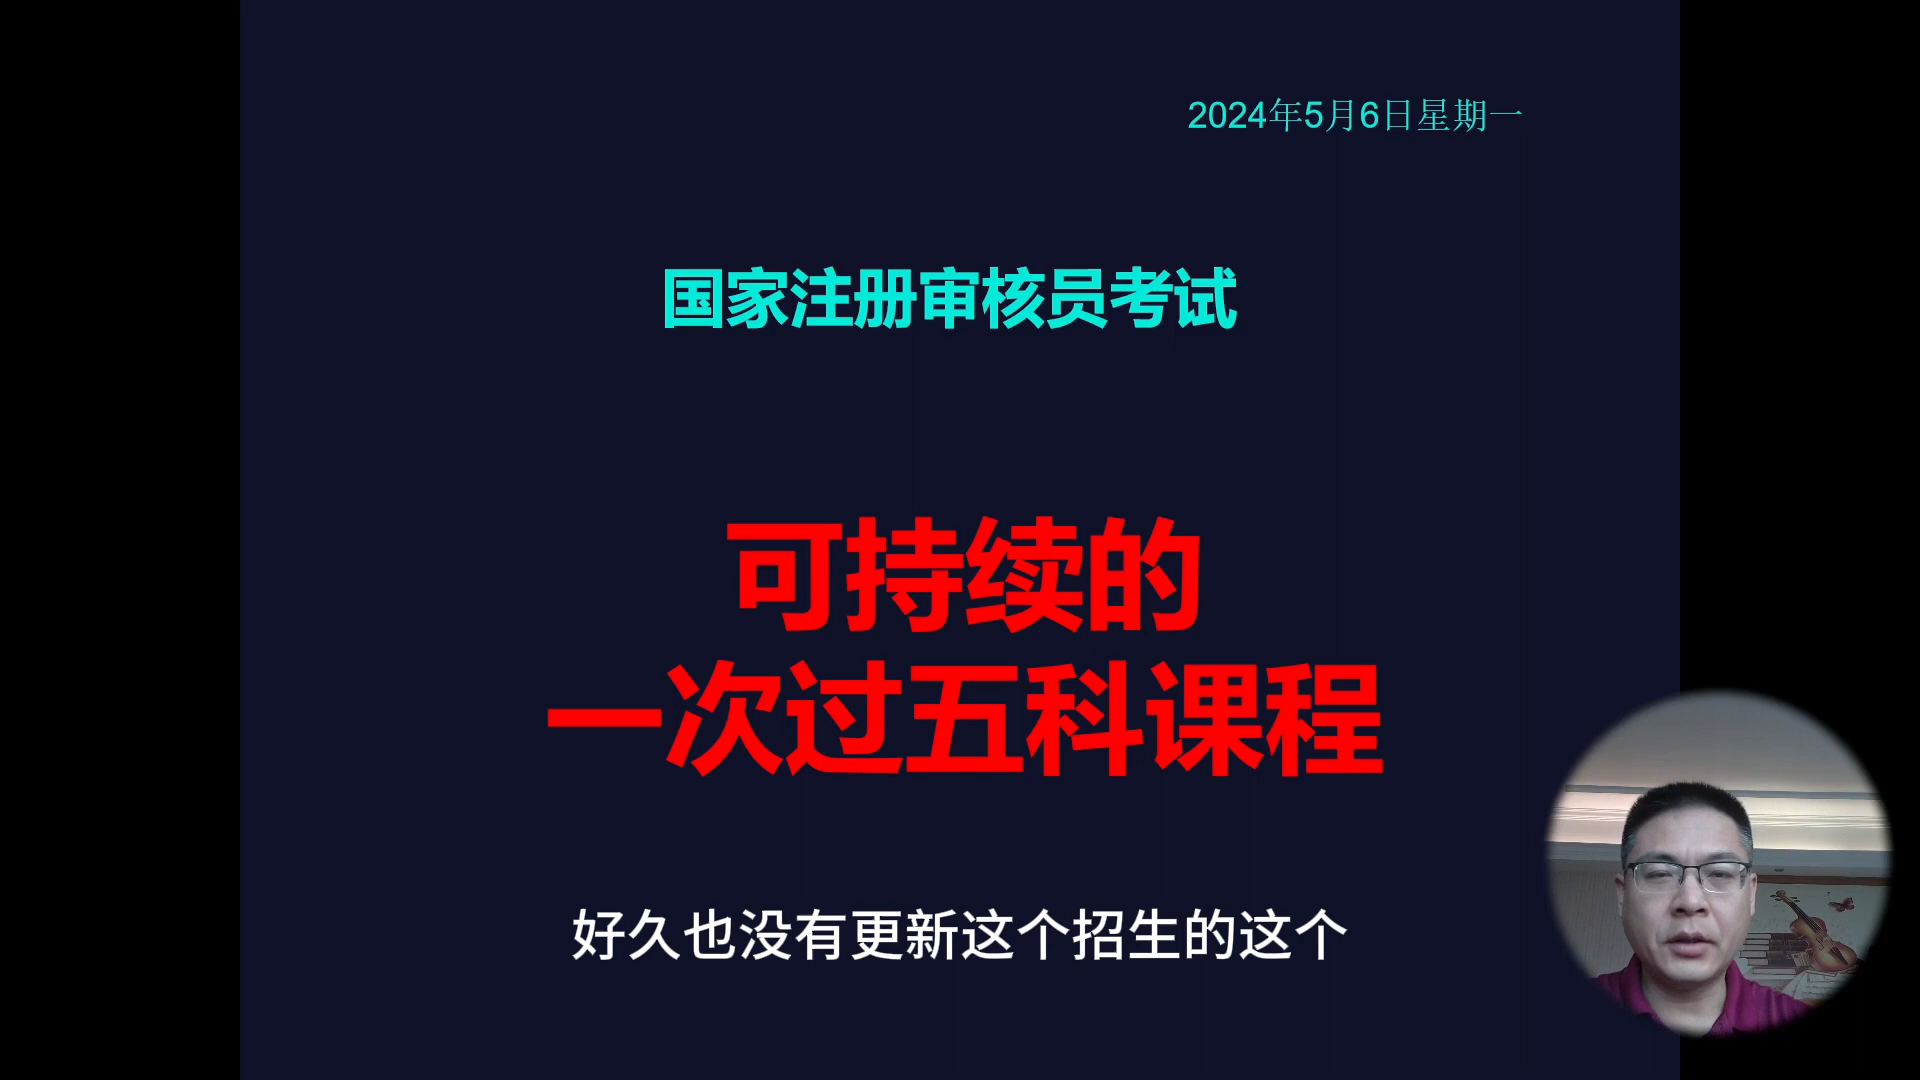 2024年5月6日星期一
国家注册审核员考试
可持续的
一次过五科课程
好久也没有更新这个招生的这个